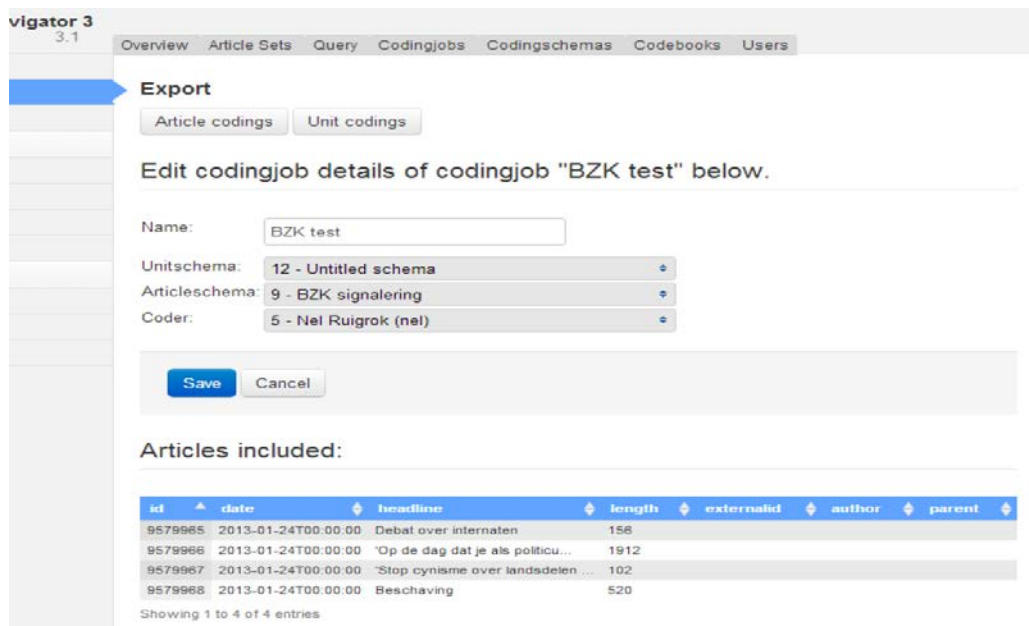 vigator 3
3.1
Overview Article Sets Query Codingjobs Codingschemas Codebooks Users
Export
Article codings Unit codings
Edit codingjob details of codingjob "BZK test" below.
Name: BZK test
Unitschema: 12 - Untitled schema
Articleschema: 9 - BZK signalering
Coder: 5 - Nel Ruigrok (nel)
Save Cancel
Articles included:
id date headline length externalid author parent
9579965 2013-01-24T00:00:00 Debat over internaten 156
9579966 2013-01-24T00:00:00 'Op de dag dat je als politicu... 1912
9579967 2013-01-24T00:00:00 'Stop cynisme over landsdelen ... 102
9579968 2013-01-24T00:00:00 Beschaving 520
Showing 1 to 4 of 4 entries